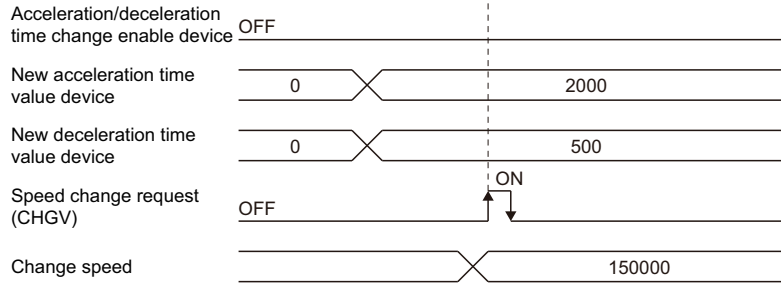 Acceleration/deceleration
time change enable device OFF
New acceleration time
value device 0 2000
New deceleration time
value device 0 500
Speed change request
(CHGV) OFF ON
Change speed 150000